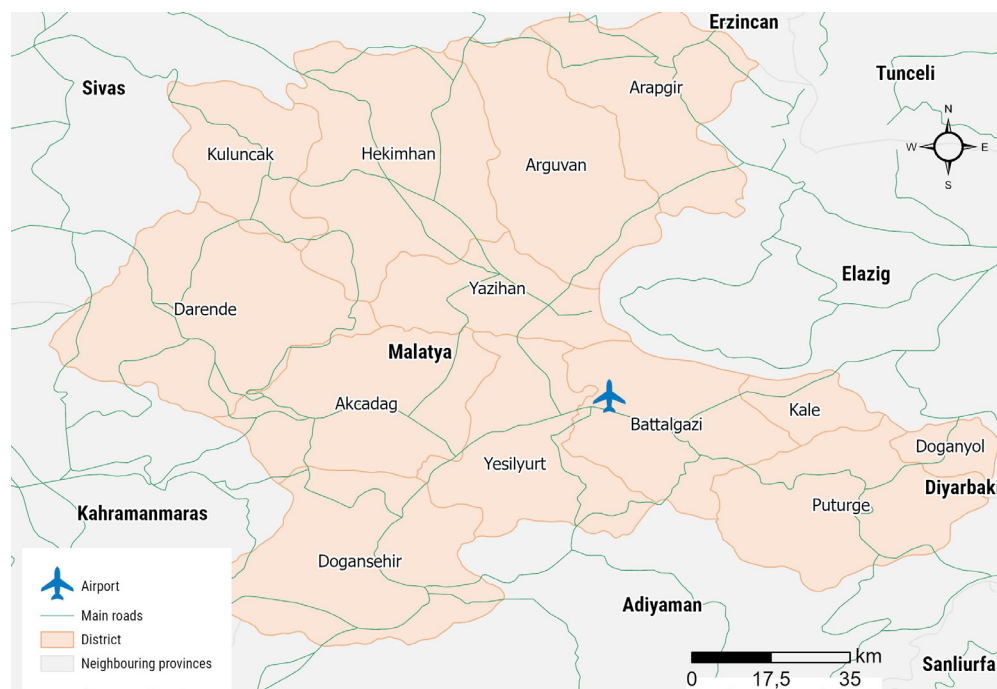 Erzincan
Tunceli
Sivas
Arapgir
N
W E
S
Kuluncak
Hekimhan
Arguvan
Elazig
Yazihan
Darende
Malatya
Akcadag
Kale
Battalgazi
Doganyol
Yesilyurt
Diyarbaki
Puturge
Kahramanmaras
Dogansehir
Airport
Adiyaman
Main roads
District
km
Neighbouring provinces
Sanliurfa
0 17,5 35